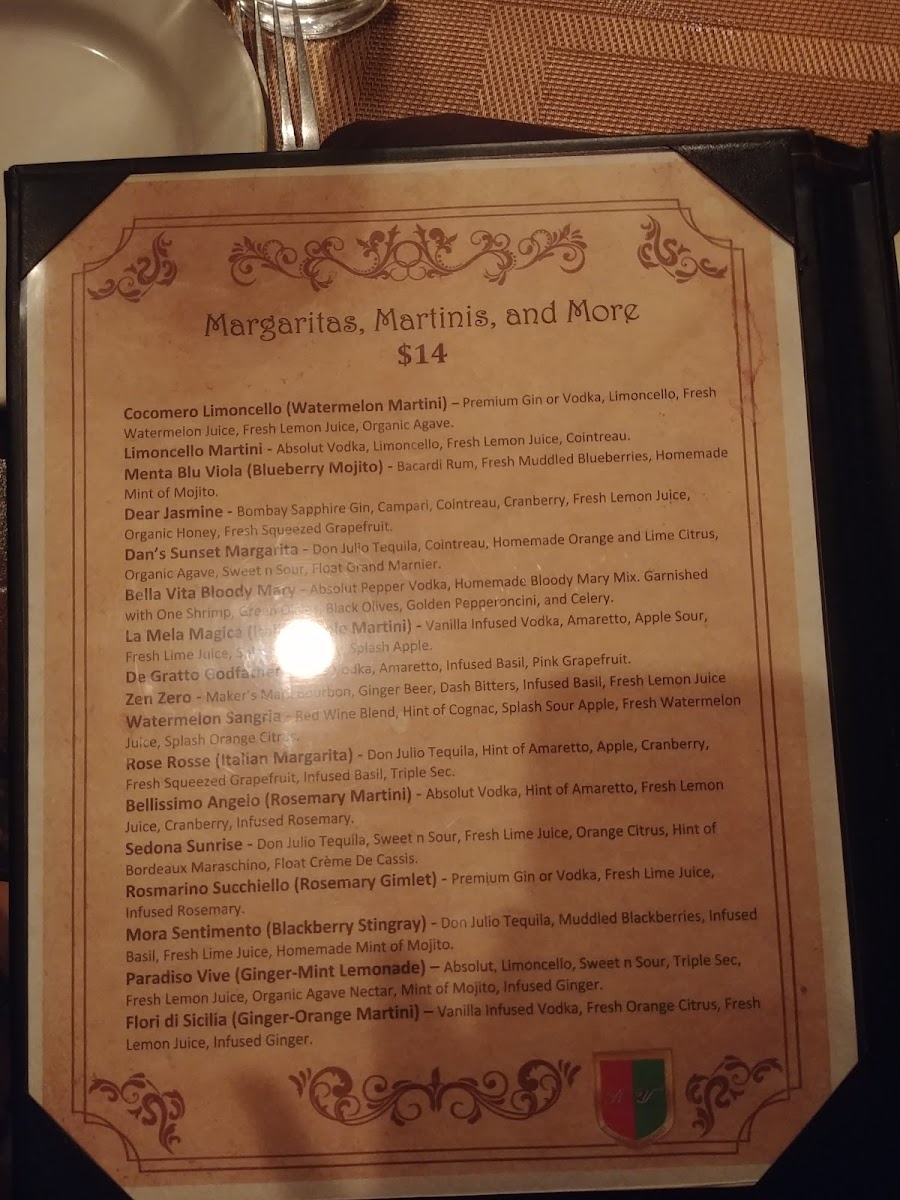 Margaritas, Martinis, and More
$14
Cocomero Limoncello (Watermelon Martini) – Premium Gin or Vodka, Limoncello, Fresh
Watermelon Juice, Fresh Lemon Juice, Organic Agave.
Limoncello Martini - Absolut Vodka, Limoncello, Fresh Lemon Juice, Cointreau.
Menta Blu Viola (Blueberry Mojito) - Bacardi Rum, Fresh Muddled Blueberries, Homemade
Mint of Mojito.
Dear Jasmine - Bombay Sapphire Gin, Campari, Cointreau, Cranberry, Fresh Lemon Juice,
Organic Honey, Fresh Squeezed Grapefruit.
Dan's Sunset Margarita - Don Julio Tequila, Cointreau, Homemade Orange and Lime Citrus,
Organic Agave, Sweet n Sour, Float Grand Marnier.
Bella Vita Bloody Mary - Absolut Pepper Vodka, Homemade Bloody Mary Mix. Garnished
with One Shrimp, Green Black Olives, Golden Pepperoncini, and Celery.
La Mela Magica Martini) - Vanilla Infused Vodka, Amaretto, Apple Sour,
Fresh Lime Juice, Splash Apple.
De Gratto Godfather Vodka, Amaretto, Infused Basil, Pink Grapefruit.
Zen Zero - Maker's Mark Bourbon, Ginger Beer, Dash Bitters, Infused Basil, Fresh Lemon Juice
Watermelon Sangria - Red Wine Blend, Hint of Cognac, Splash Sour Apple, Fresh Watermelon
Juice, Splash Orange Citrus.
Rose Rosse (Italian Margarita) - Don Julio Tequila, Hint of Amaretto, Apple, Cranberry,
Fresh Squeezed Grapefruit, Infused Basil, Triple Sec.
Bellissimo Angelo (Rosemary Martini) - Absolut Vodka, Hint of Amaretto, Fresh Lemon
Juice, Cranberry, Infused Rosemary.
Sedona Sunrise - Don Julio Tequila, Sweet n Sour, Fresh Lime Juice, Orange Citrus, Hint of
Bordeaux Maraschino, Float Crème De Cassis.
Rosmarino Succhiello (Rosemary Gimlet) - Premium Gin or Vodka, Fresh Lime Juice,
Infused Rosemary.
Mora Sentimento (Blackberry Stingray) - Don Julio Tequila, Muddled Blackberries, Infused
Basil, Fresh Lime Juice, Homemade Mint of Mojito.
Paradiso Vive (Ginger-Mint Lemonade) – Absolut, Limoncello, Sweet n Sour, Triple Sec,
Fresh Lemon Juice, Organic Agave Nectar, Mint of Mojito, Infused Ginger.
Flori di Sicilia (Ginger-Orange Martini) – Vanilla Infused Vodka, Fresh Orange Citrus, Fresh
Lemon Juice, Infused Ginger.